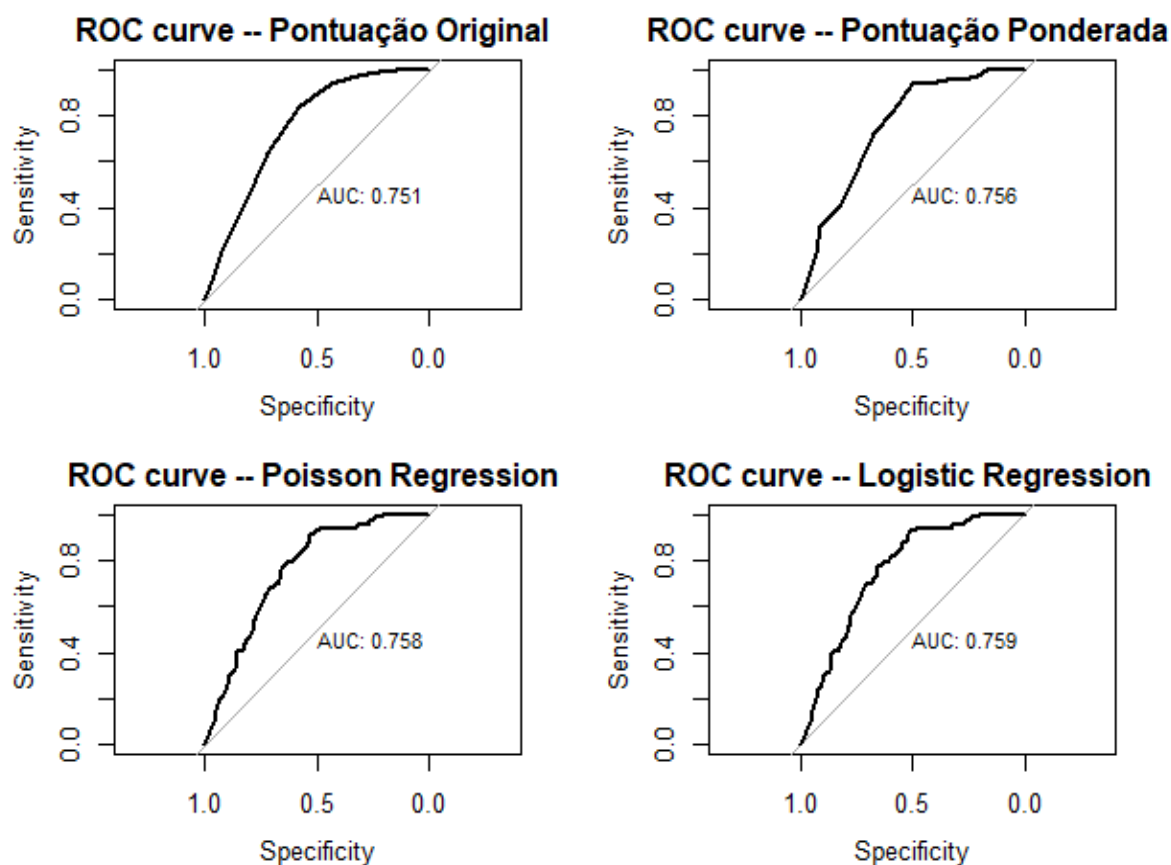 ROC curve -- Pontuação Original
Sensitivity
0.0
0.4
0.8
AUC: 0.751
1.0
0.5
0.0
Specificity
ROC curve -- Pontuação Ponderada
Sensitivity
0.0
0.4
0.8
AUC: 0.756
1.0
0.5
0.0
Specificity
ROC curve -- Poisson Regression
Sensitivity
0.0
0.4
0.8
AUC: 0.758
1.0
0.5
0.0
Specificity
ROC curve -- Logistic Regression
Sensitivity
0.0
0.4
0.8
AUC: 0.759
1.0
0.5
0.0
Specificity